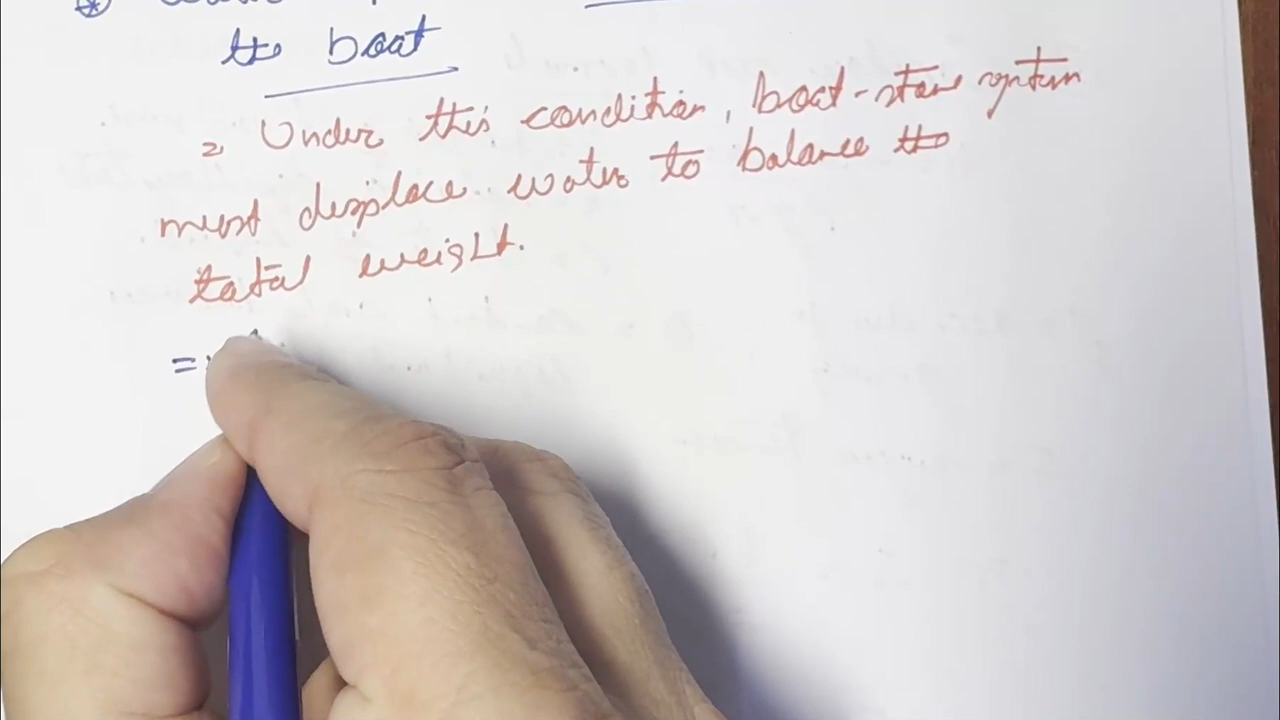 the boat
Under this condition, boat-stone system
must displace water to balance the
total weight.
=